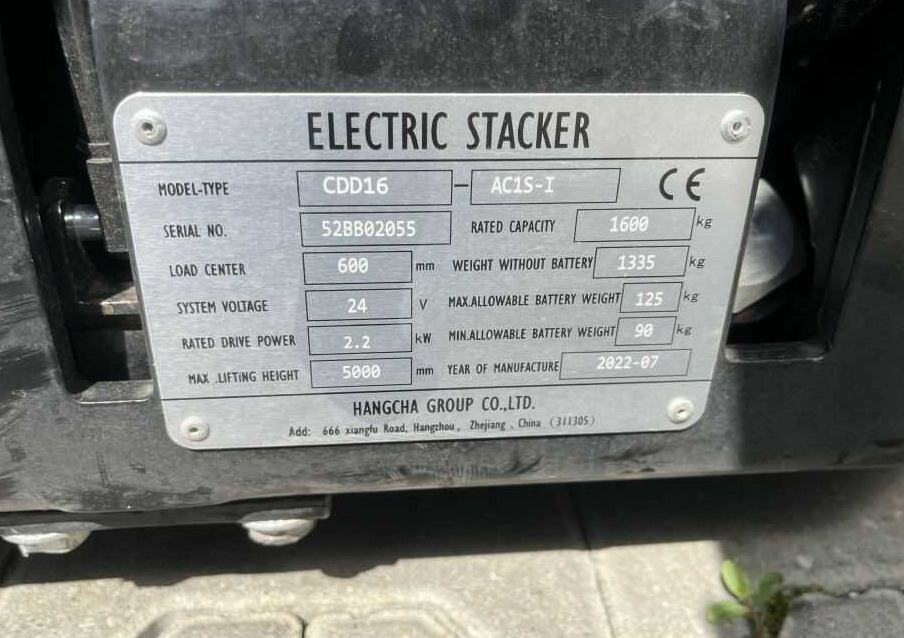 ELECTRIC STACKER
MODEL-TYPE CDD16 — AC1S-I CE
SERIAL NO. 52BB02055 RATED CAPACITY 1600 kg
LOAD CENTER 600 mm WEIGHT WITHOUT BATTERY 1335 kg
SYSTEM VOLTAGE 24 V MAX.ALLOWABLE BATTERY WEIGHT 125 kg
RATED DRIVE POWER 2.2 kW MIN.ALLOWABLE BATTERY WEIGHT 90 kg
MAX .LIFTING HEIGHT 5000 mm YEAR OF MANUFACTURE 2022-07
HANGCHA GROUP CO.,LTD.
Add: 666 xiangfu Road, Hangzhou, Zhejiang, China (311305)